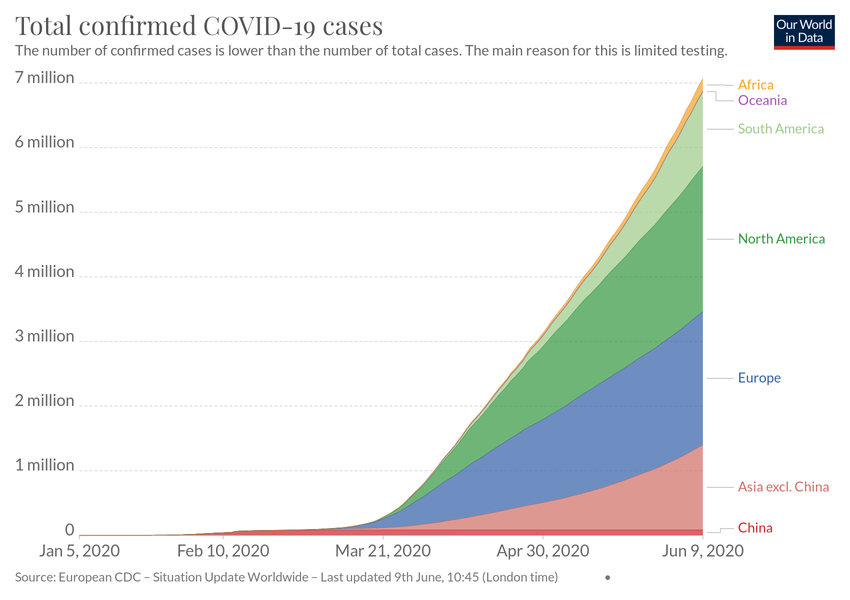 Total confirmed COVID-19 cases
Our World
in Data
The number of confirmed cases is lower than the number of total cases. The main reason for this is limited testing.
7 million
6 million
5 million
4 million
3 million
2 million
1 million
0
Africa
Oceania
South America
North America
Europe
Asia excl. China
China
Jan 5, 2020
Feb 10, 2020
Mar 21, 2020
Apr 30, 2020
Jun 9, 2020
Source: European CDC – Situation Update Worldwide – Last updated 9th June, 10:45 (London time)